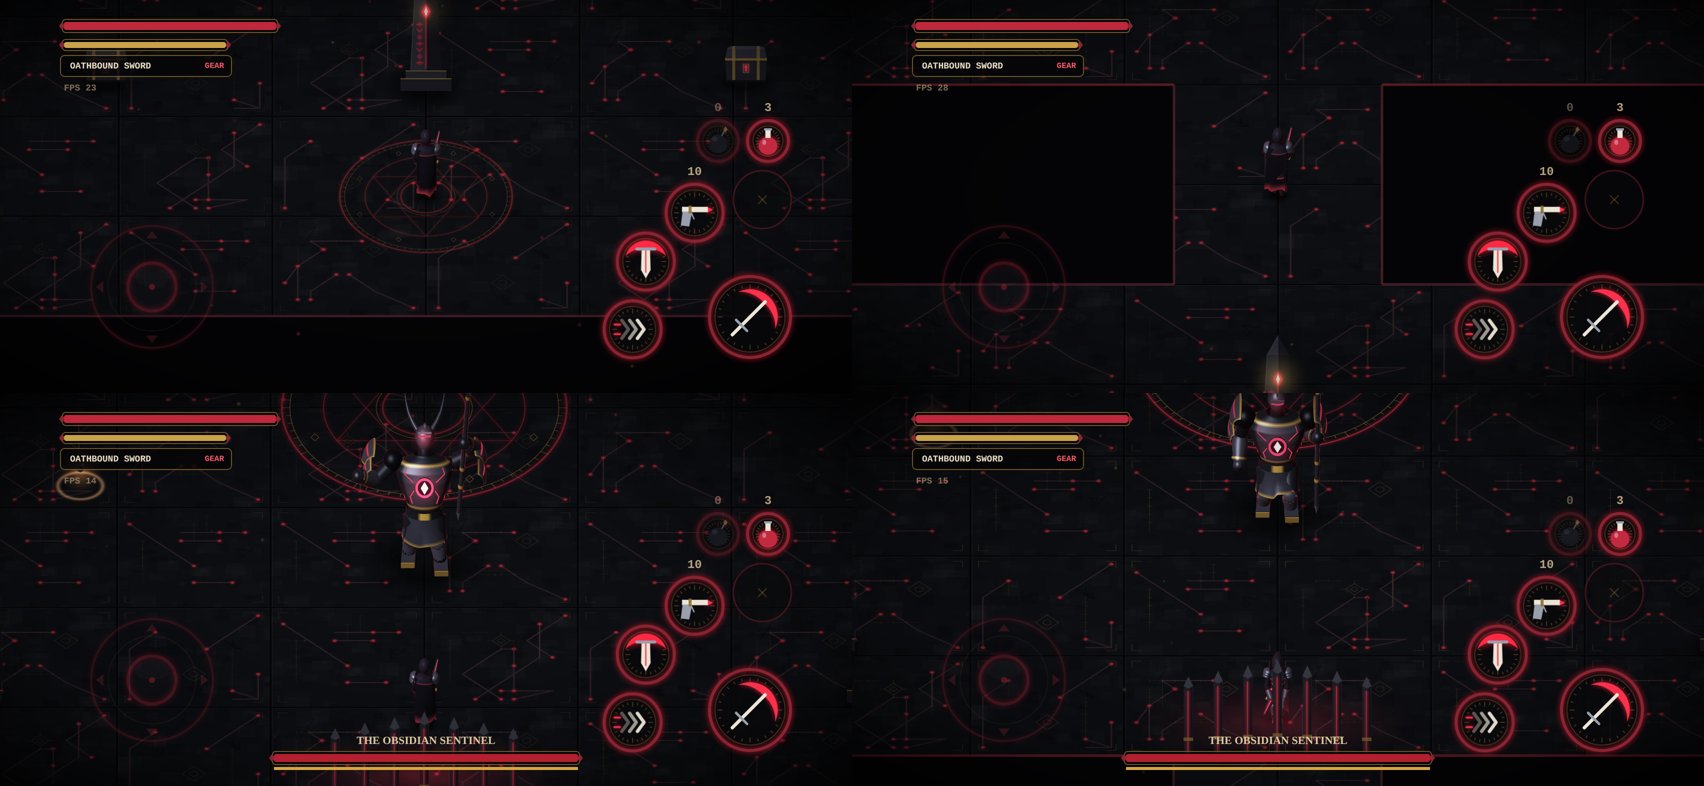 OATHBOUND SWORD GEAR
FPS 23
0 3
10
OATHBOUND SWORD GEAR
FPS 28
0 3
10
OATHBOUND SWORD GEAR
FPS 14
0 3
10
THE OBSIDIAN SENTINEL
OATHBOUND SWORD GEAR
FPS 15
0 3
10
THE OBSIDIAN SENTINEL